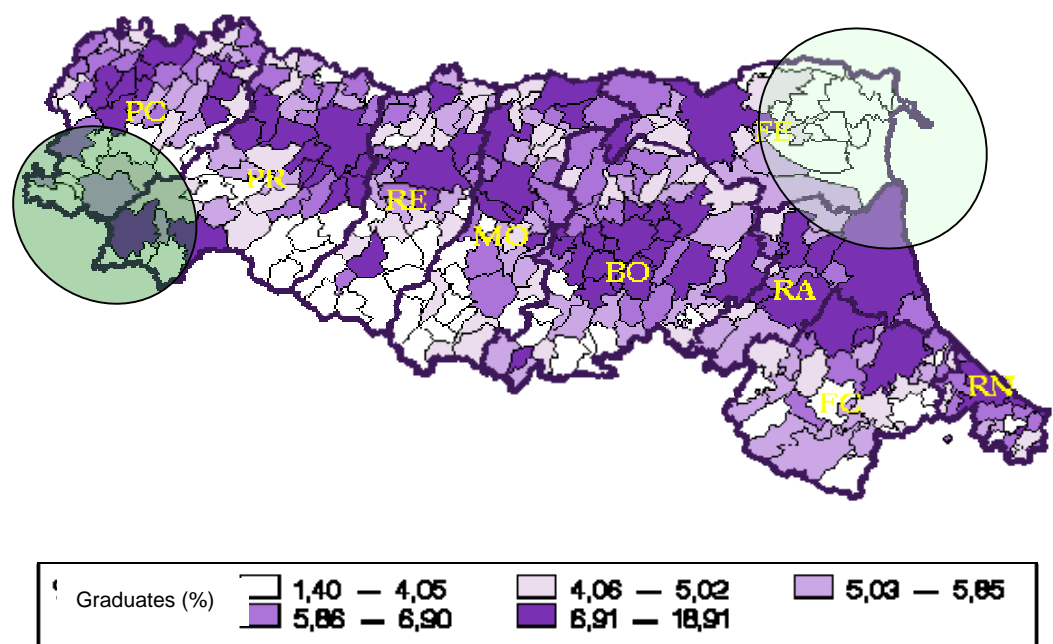 PC
FE
PR
RE
MO
BO
RA
RN
FC
Graduates (%)
1,40 — 4,05
4,06 — 5,02
5,03 — 5,85
5,86 — 6,90
6,91 — 18,91